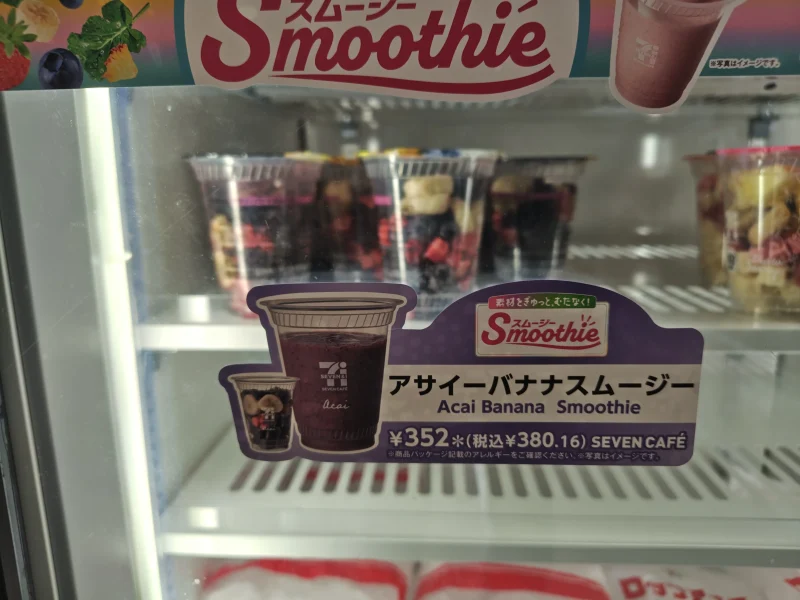 スムージー
Smoothie
※写真はイメージです。
素材とぎゅっと、むだなく!
スムージー
Smoothie
アサイーバナナスムージー
Acai Banana Smoothie
¥352※(税込¥380.16) SEVEN CAFÉ
※商品パッケージ記載のアレルギーをご確認ください。※写真はイメージです。
SEVEN CAFÉ
Acai